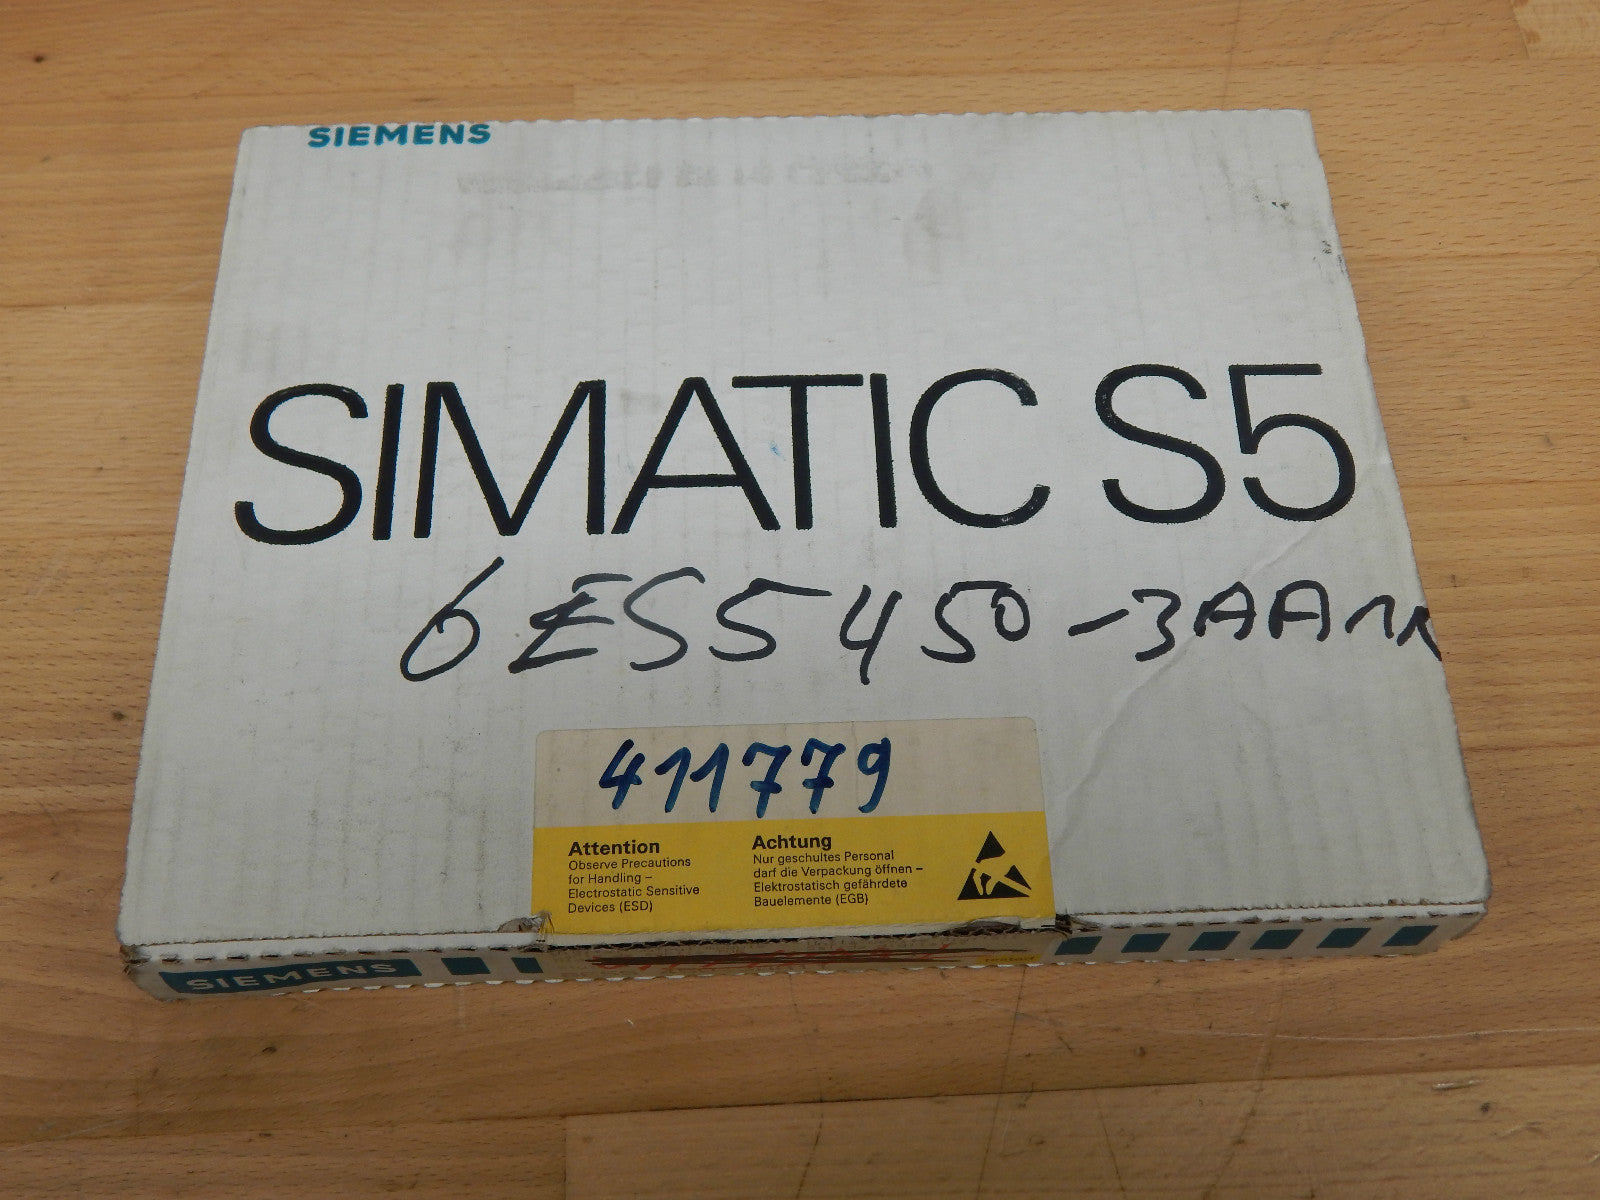 SIEMENS
SIMATIC S5
6ES5 450-3AA11
411779
Attention
Observe Precautions
for Handling –
Electrostatic Sensitive
Devices (ESD)
Achtung
Nur geschultes Personal
darf die Verpackung öffnen –
Elektrostatisch gefährdete
Bauelemente (EGB)
SIEMENS